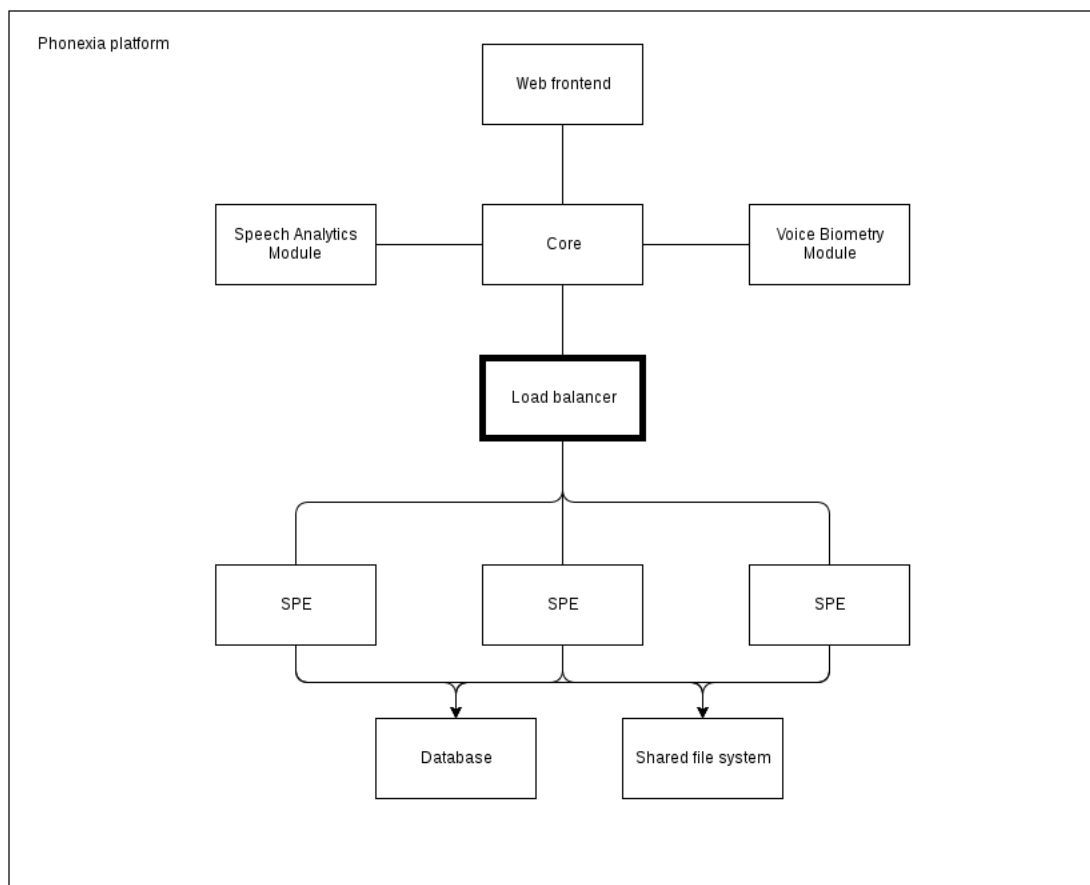 Phonexia platform
Web frontend
Speech Analytics
Module
Core
Voice Biometry
Module
Load balancer
SPE
SPE
SPE
Database
Shared file system